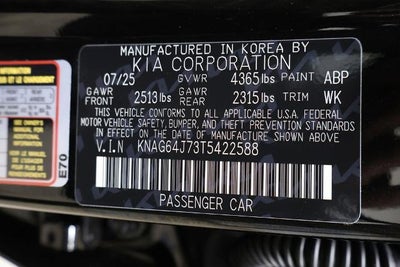 MANUFACTURED IN KOREA BY
KIA CORPORATION
07/25 GVWR 4365 lbs PAINT ABP
GAWR FRONT 2513 lbs GAWR REAR 2315 lbs TRIM WK
THIS VEHICLE CONFORMS TO ALL APPLICABLE U.S.A. FEDERAL
MOTOR VEHICLE SAFETY, BUMPER, AND THEFT PREVENTION STANDARDS
IN EFFECT ON THE DATE OF MANUFACTURE SHOWN ABOVE.
V.I.N KNAG64J73T5422588
PASSENGER CAR
E70